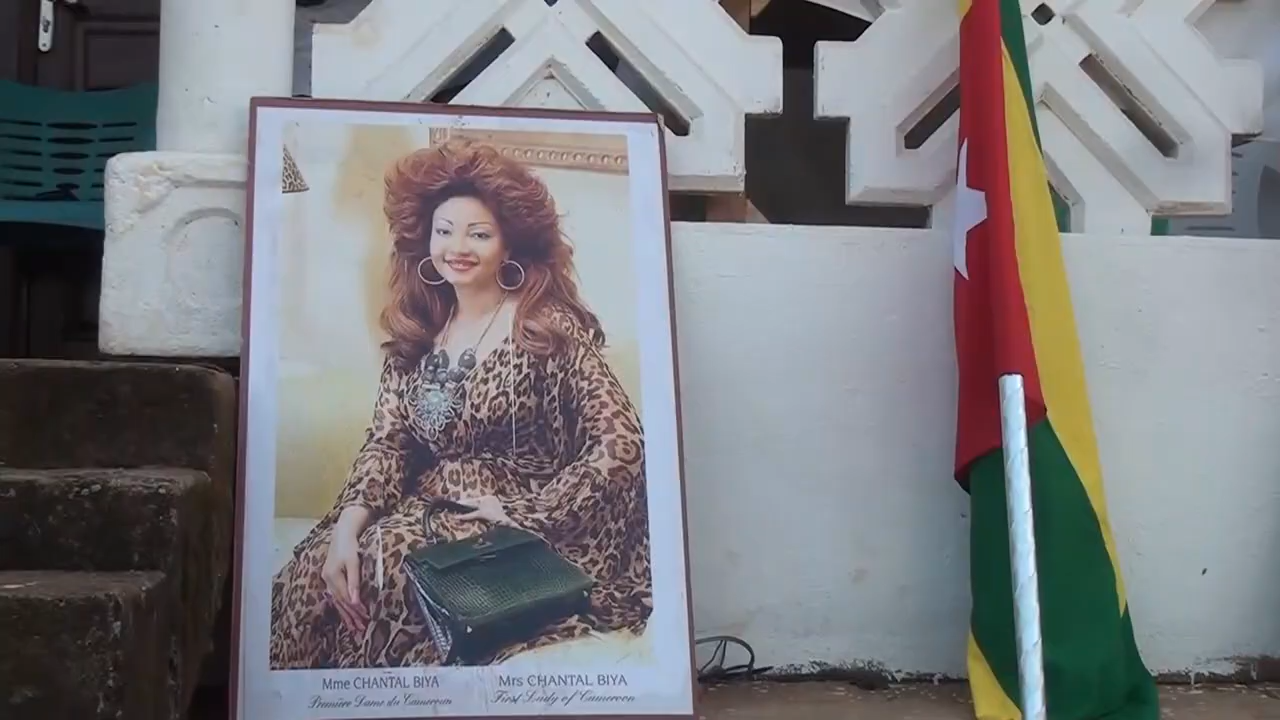 Mme CHANTAL BIYA
Première Dame du Cameroun
Mrs CHANTAL BIYA
First Lady of Cameroon